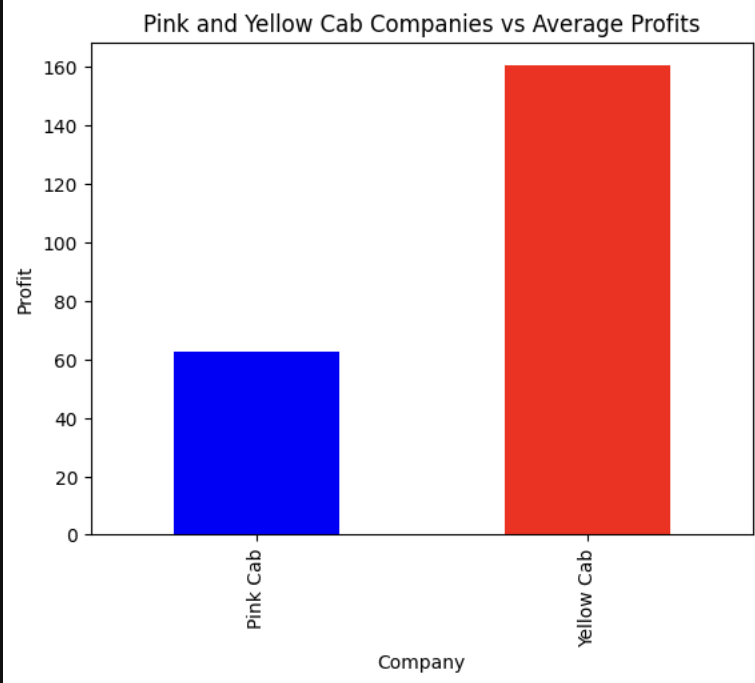 Pink and Yellow Cab Companies vs Average Profits
160
140
120
100
80
60
40
20
0
Profit
Pink Cab
Yellow Cab
Company